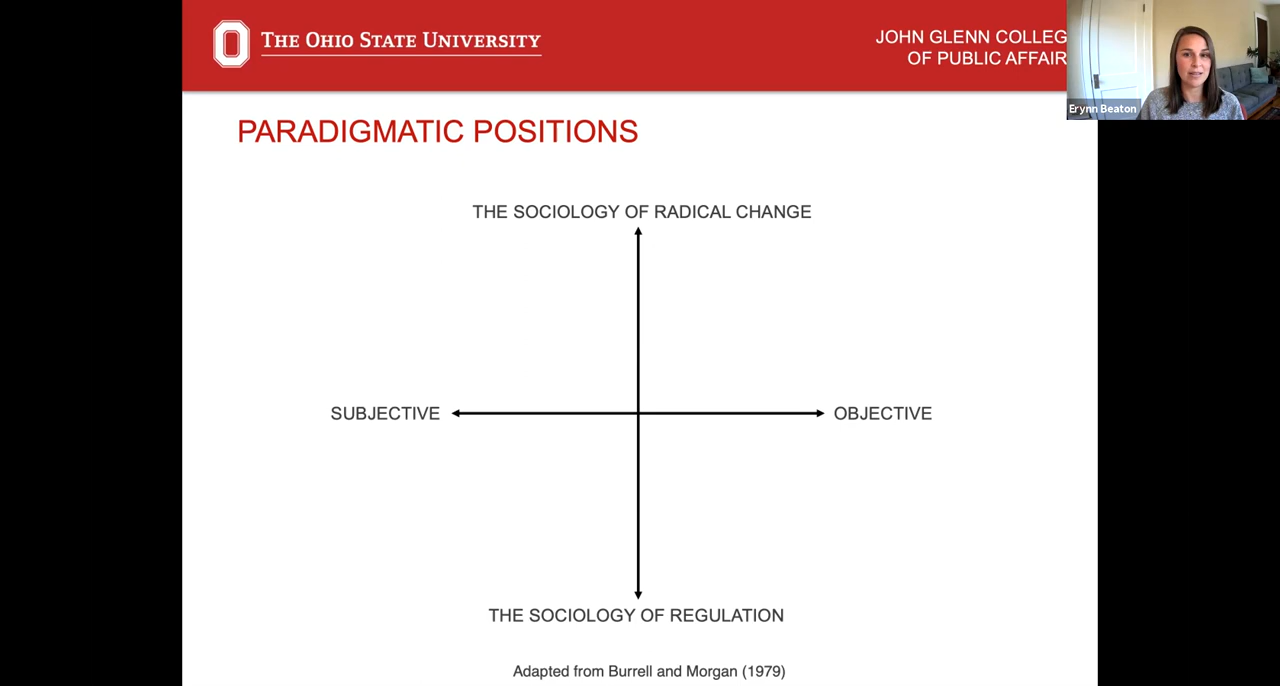 THE OHIO STATE UNIVERSITY
JOHN GLENN COLLEG
OF PUBLIC AFFAIR
Erynn Beaton
PARADIGMATIC POSITIONS
THE SOCIOLOGY OF RADICAL CHANGE
SUBJECTIVE
OBJECTIVE
THE SOCIOLOGY OF REGULATION
Adapted from Burrell and Morgan (1979)